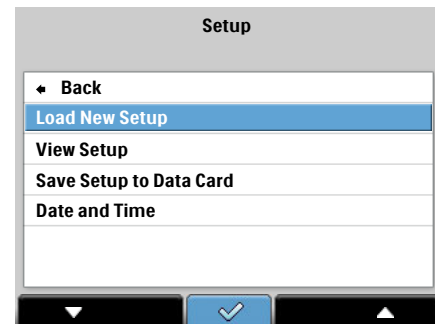 Setup
Back
Load New Setup
View Setup
Save Setup to Data Card
Date and Time